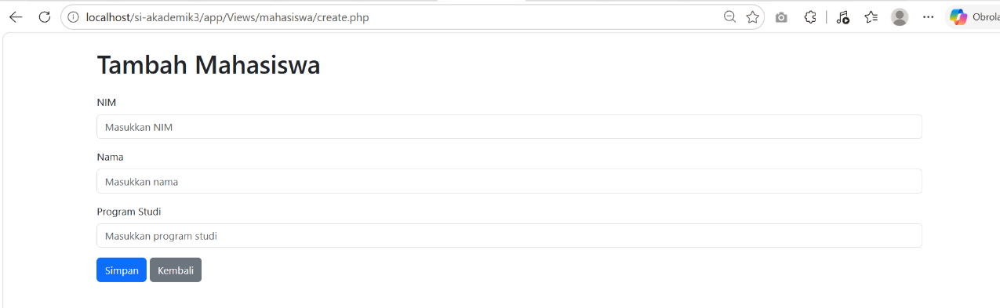 localhost/si-akademik3/app/Views/mahasiswa/create.php
Obrola
Tambah Mahasiswa
NIM
Masukkan NIM
Nama
Masukkan nama
Program Studi
Masukkan program studi
Simpan Kembali